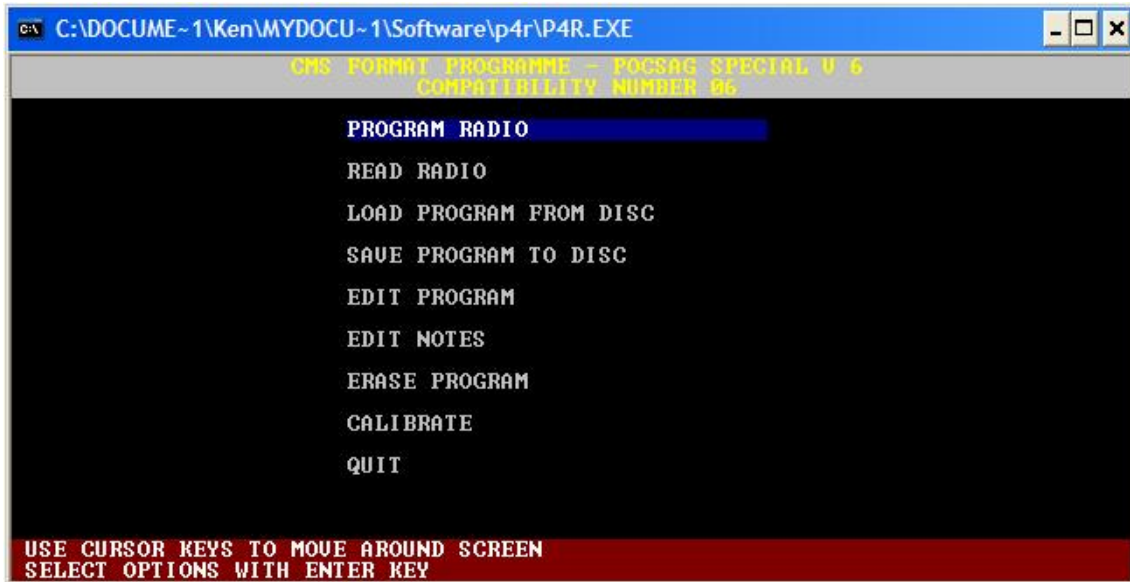 C:\DOCUME~1\Ken\MYDOCU~1\Software\p4r\P4R.EXE
CMS FORMAT PROGRAMME - POCSAG SPECIAL V 6
COMPATIBILITY NUMBER 06
PROGRAM RADIO
READ RADIO
LOAD PROGRAM FROM DISC
SAVE PROGRAM TO DISC
EDIT PROGRAM
EDIT NOTES
ERASE PROGRAM
CALIBRATE
QUIT
USE CURSOR KEYS TO MOVE AROUND SCREEN
SELECT OPTIONS WITH ENTER KEY